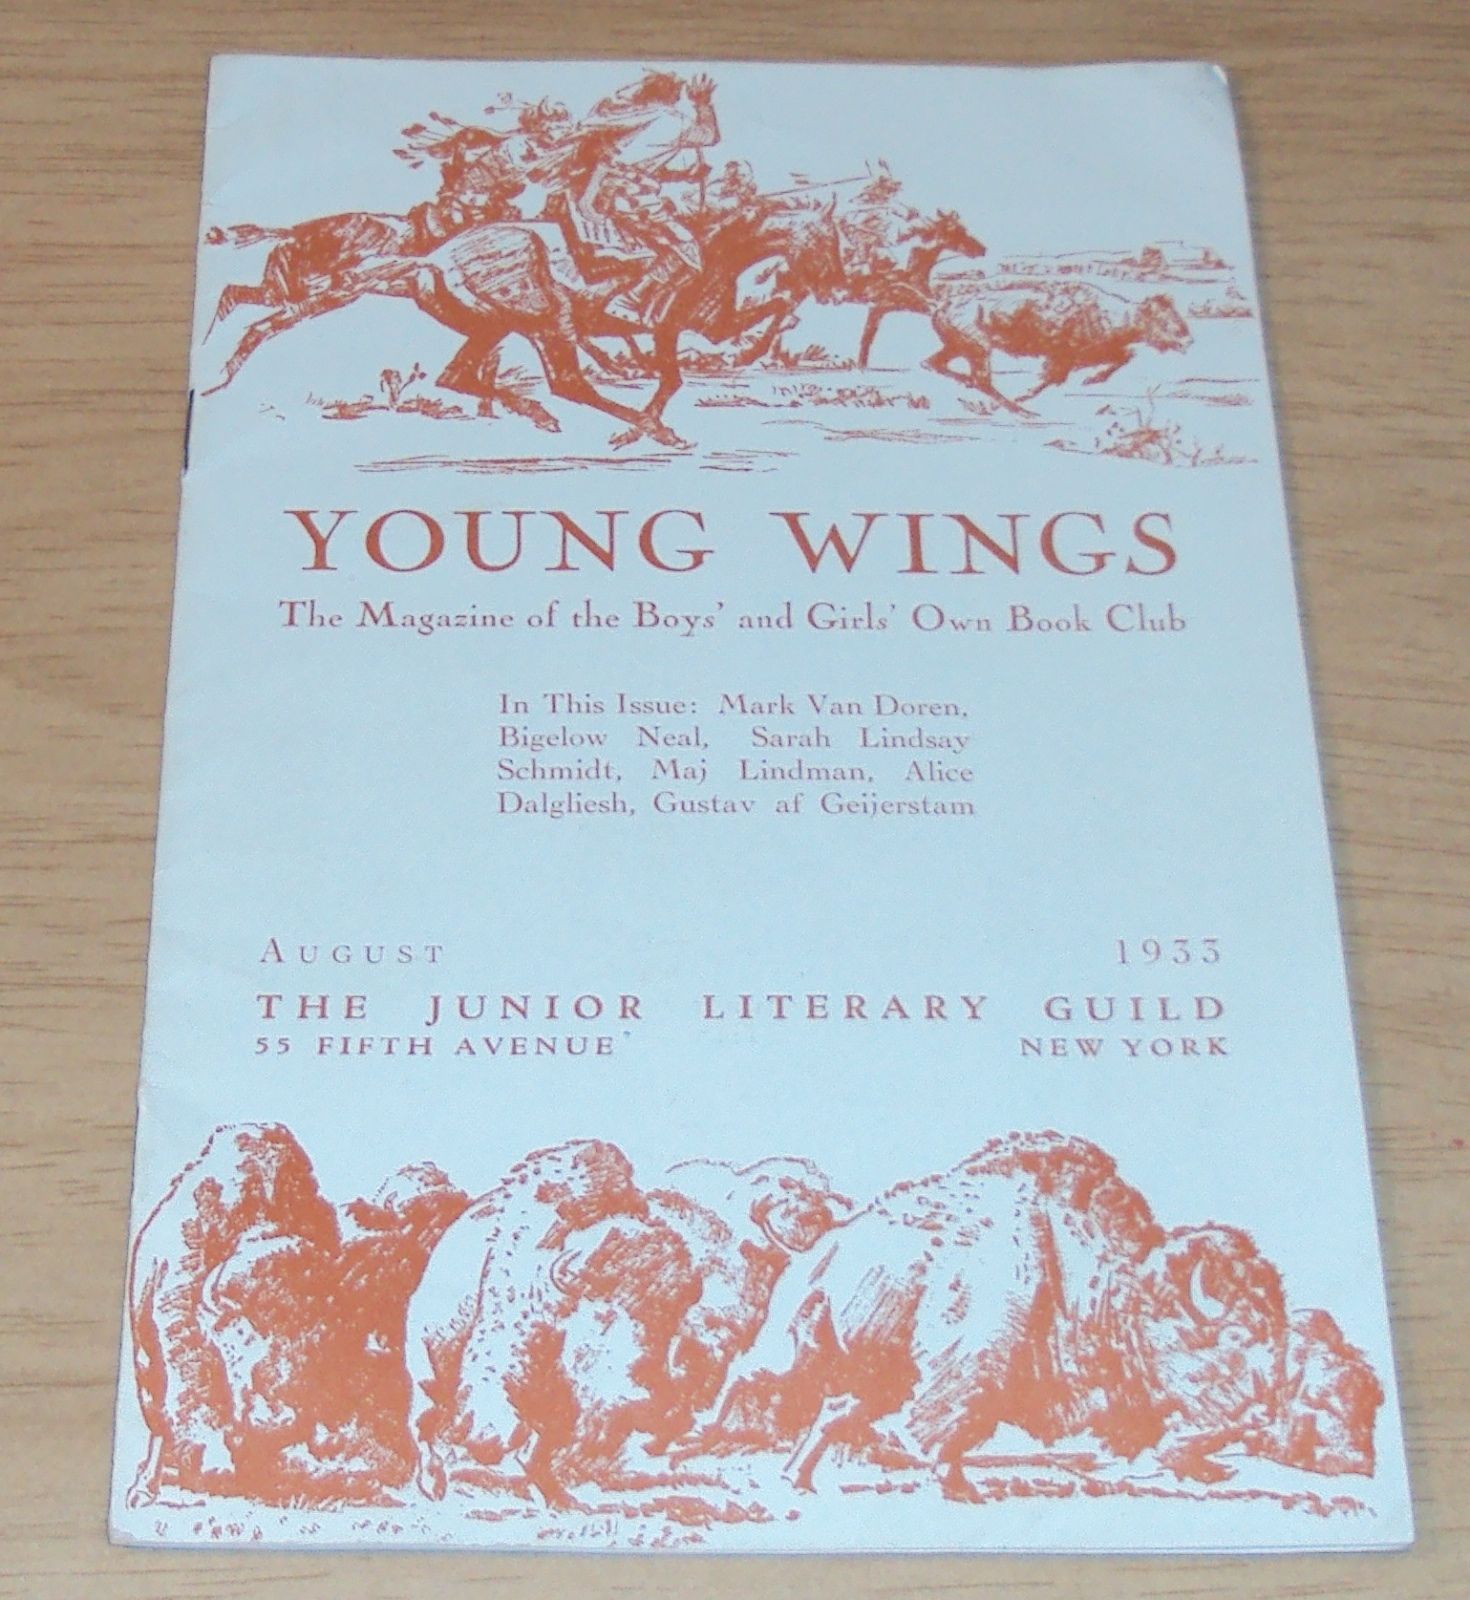 YOUNG WINGS
The Magazine of the Boys' and Girls' Own Book Club
In This Issue: Mark Van Doren,
Bigelow Neal, Sarah Lindsay
Schmidt, Maj Lindman, Alice
Dalgliesh, Gustav af Geijerstam
AUGUST 1933
THE JUNIOR LITERARY GUILD
55 FIFTH AVENUE NEW YORK